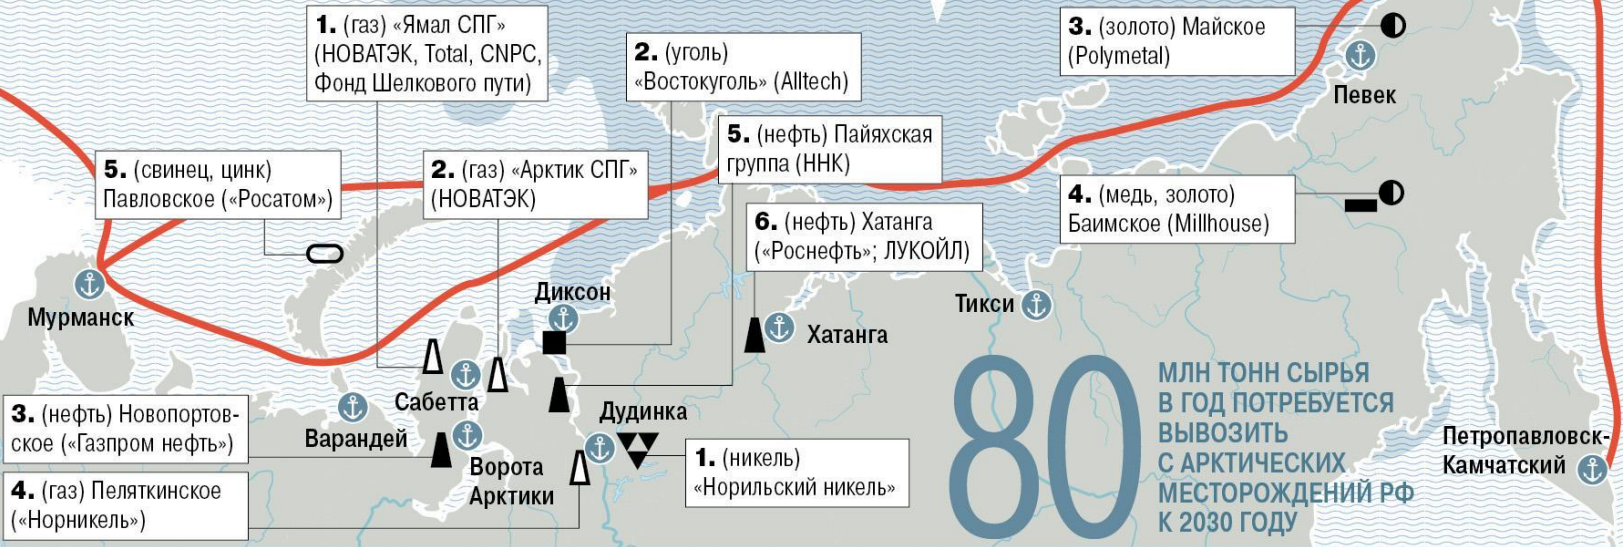 1. (газ) «Ямал СПГ»
(НОВАТЭК, Total, CNPC,
Фонд Шелкового пути)
2. (уголь)
«Востокуголь» (Alltech)
3. (золото) Майское
(Polymetal)
Певек
5. (свинец, цинк)
Павловское («Росатом»)
2. (газ) «Арктик СПГ»
(НОВАТЭК)
5. (нефть) Пайяхская
группа (ННК)
4. (медь, золото)
Баимское (Millhouse)
6. (нефть) Хатанга
(«Роснефть»; ЛУКОЙЛ)
Мурманск
Диксон
Тикси
Хатанга
Сабетта
Варандей
Дудинка
Ворота
Арктики
3. (нефть) Новопортов-
ское («Газпром нефть»)
4. (газ) Пеляткинское
(«Норникель»)
1. (никель)
«Норильский никель»
80
МЛН ТОНН СЫРЬЯ
В ГОД ПОТРЕБУЕТСЯ
ВЫВОЗИТЬ
С АРКТИЧЕСКИХ
МЕСТОРОЖДЕНИЙ РФ
К 2030 ГОДУ
Петропавловск-
Камчатский